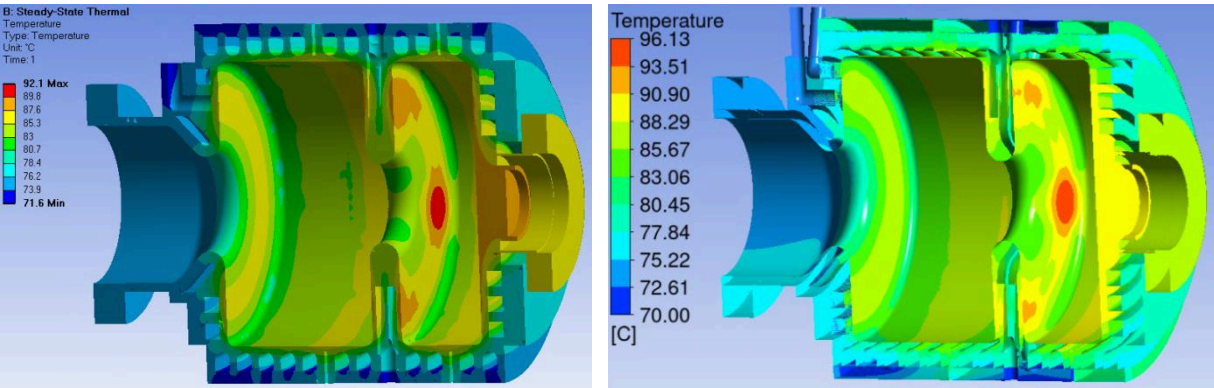 B: Steady-State Thermal
Temperature
Type: Temperature
Unit: °C
Time: 1
92.1 Max
89.8
87.6
85.3
83
80.7
78.4
76.2
73.9
71.6 Min
Temperature
96.13
93.51
90.90
88.29
85.67
83.06
80.45
77.84
75.22
72.61
70.00
[C]